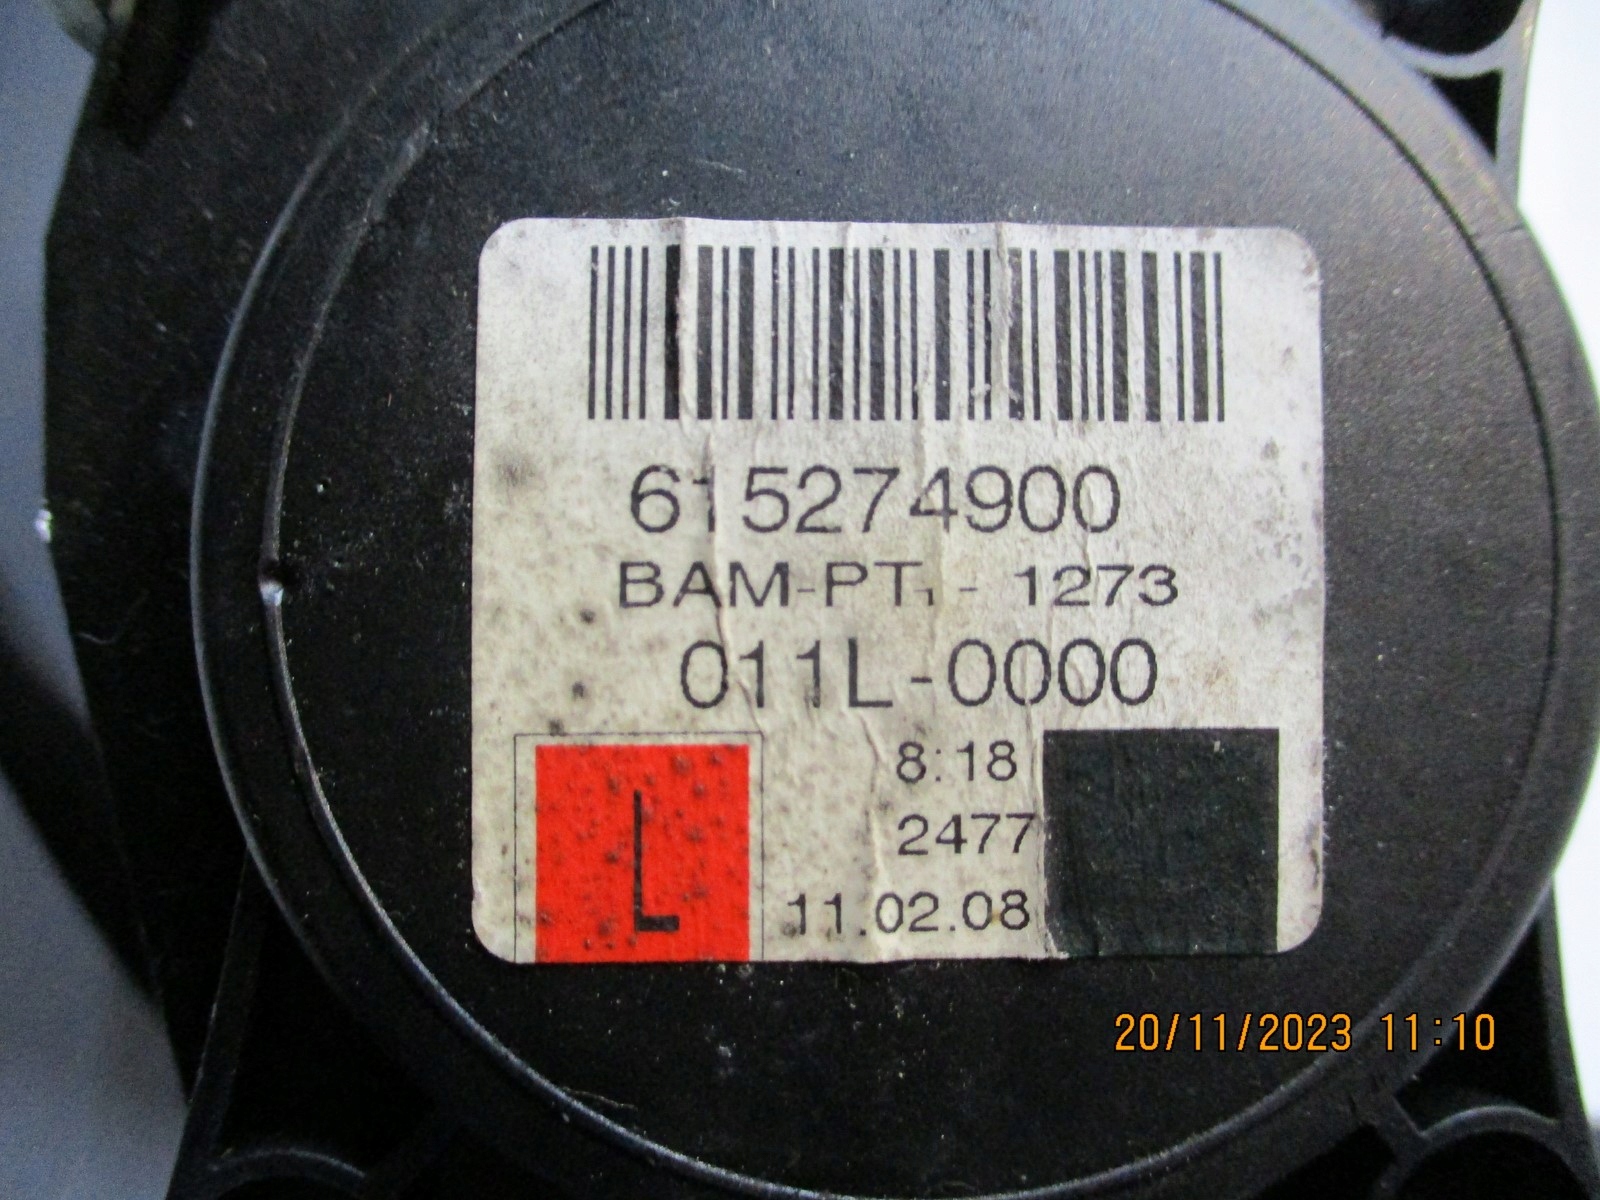 615274900
BAM-PT1 - 1273
011L-0000
8:18
2477
L
11.02.08
20/11/2023 11:10